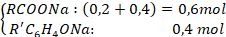 {RCOONa: (0,2 + 0,4) = 0,6mol
R'C₆H₄ONa: 0,4 mol